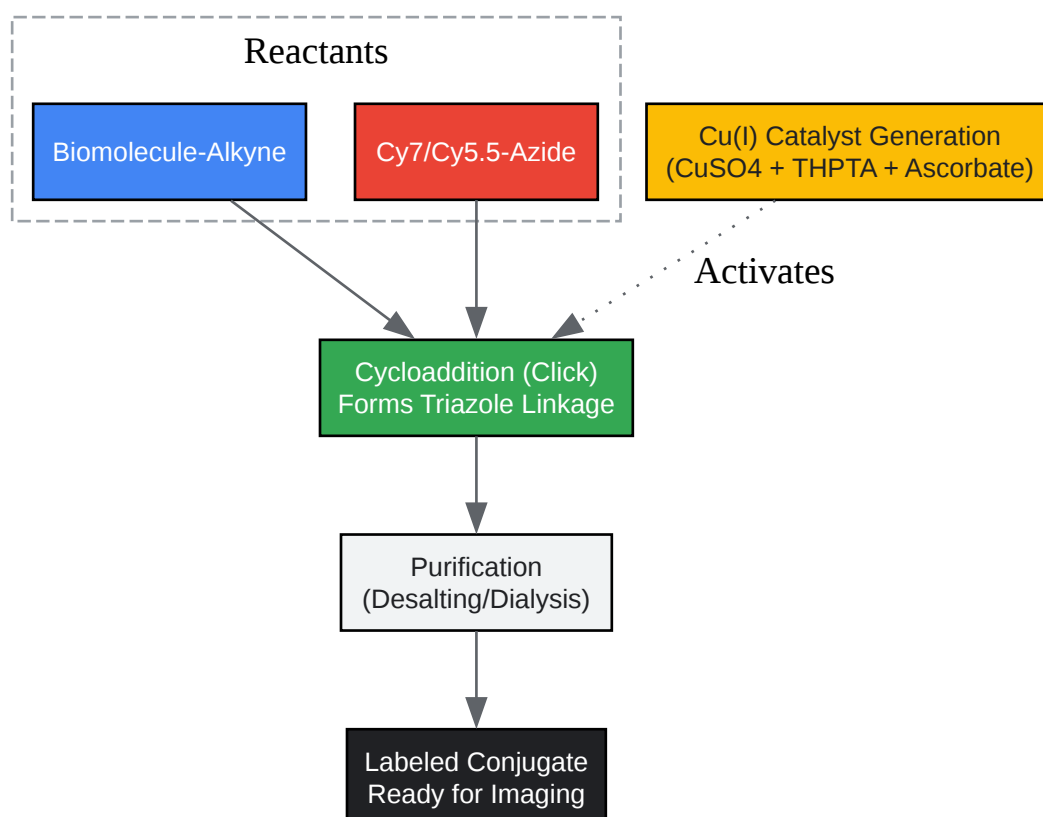 Reactants
Biomolecule-Alkyne
Cy7/Cy5.5-Azide
Cu(I) Catalyst Generation
(CuSO4 + THPTA + Ascorbate)
Activates
Cycloaddition (Click)
Forms Triazole Linkage
Purification
(Desalting/Dialysis)
Labeled Conjugate
Ready for Imaging